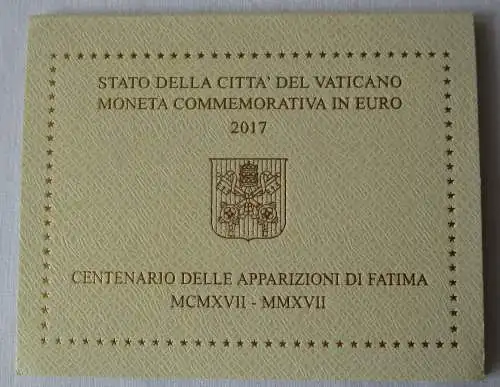 STATO DELLA CITTA' DEL VATICANO
MONETA COMMEMORATIVA IN EURO
2017
CENTENARIO DELLE APPARIZIONI DI FATIMA
MCMXVII - MMXVII